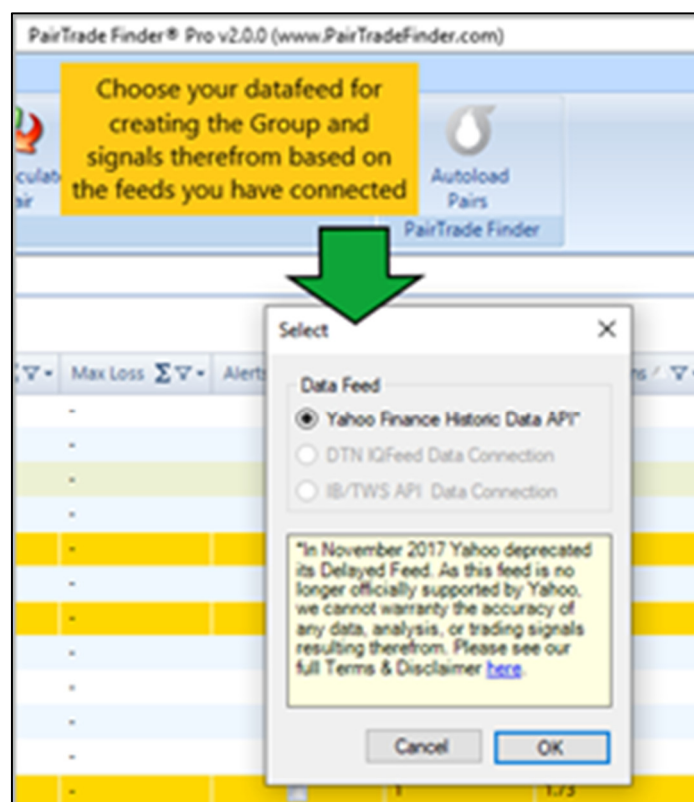 PairTrade Finder® Pro v2.0.0 (www.PairTradeFinder.com)
Choose your datafeed for
creating the Group and
signals therefrom based on
the feeds you have connected
Autoload
Pairs
PairTrade Finder
Select
Max Loss
Data Feed
Yahoo Finance Historic Data API*
DTN IQFeed Data Connection
IB/TWS API Data Connection
*In November 2017 Yahoo deprecated
its Delayed Feed. As this feed is no
longer officially supported by Yahoo,
we cannot warranty the accuracy of
any data, analysis, or trading signals
resulting therefrom. Please see our
full Terms & Disclaimer here.
Cancel OK
1 1.73